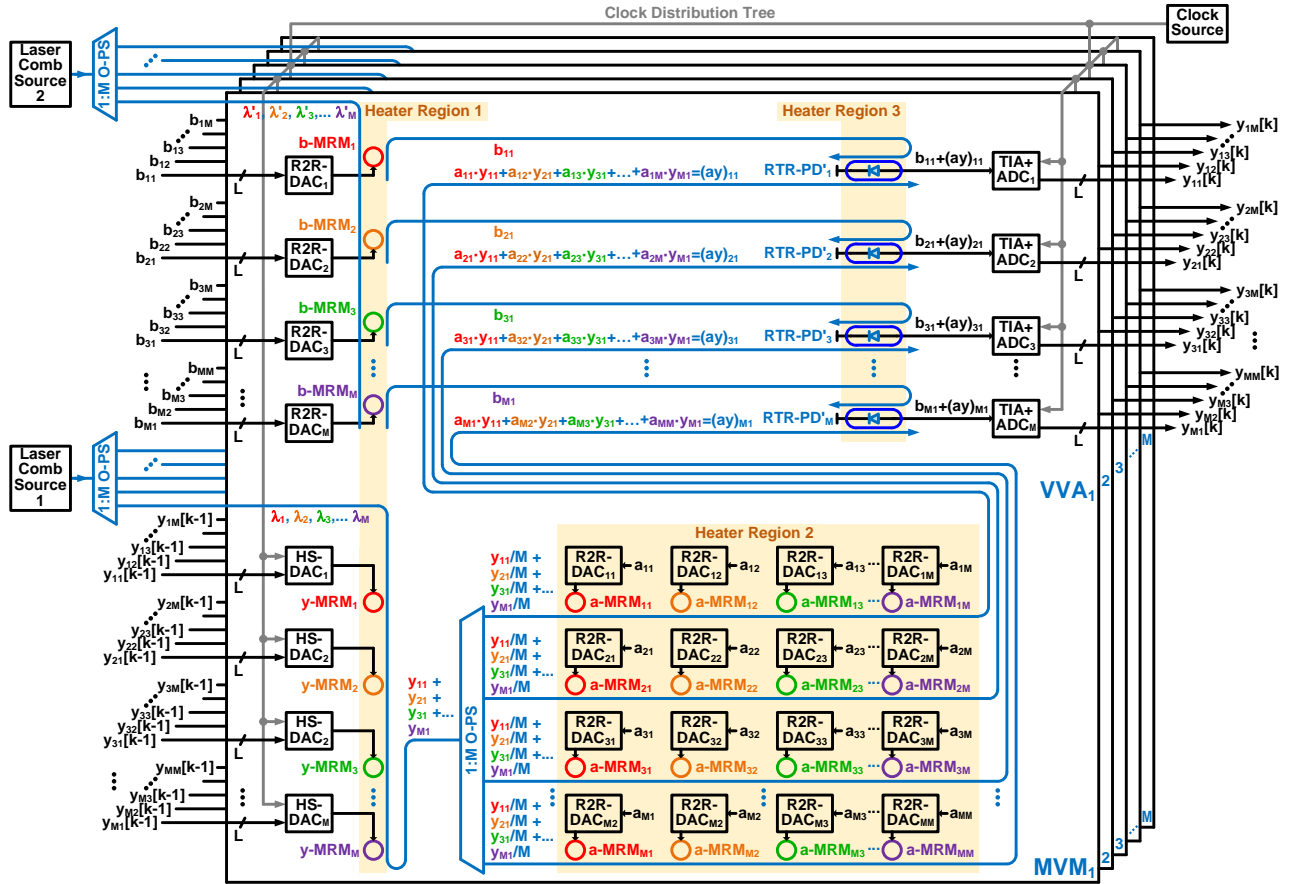 Clock Distribution Tree
Clock
Source
Laser
Comb
Source
2
1:M O-PS
λ'1, λ'2, λ'3,... λ'M
Heater Region 1
Heater Region 3
b1M
b13
b12
b11
L
R2R-
DAC1
b-MRM1
b11
a11·y11+a12·y21+a13·y31+...+a1M·yM1=(ay)11
RTR-PD'1
b11+(ay)11
TIA+
ADC1
L
y1M[k]
y13[k]
y12[k]
y11[k]
b2M
b23
b22
b21
L
R2R-
DAC2
b-MRM2
b21
a21·y11+a22·y21+a23·y31+...+a2M·yM1=(ay)21
RTR-PD'2
b21+(ay)21
TIA+
ADC2
L
y2M[k]
y23[k]
y22[k]
y21[k]
b3M
b33
b32
b31
L
R2R-
DAC3
b-MRM3
b31
a31·y11+a32·y21+a33·y31+...+a3M·yM1=(ay)31
RTR-PD'3
b31+(ay)31
TIA+
ADC3
L
y3M[k]
y33[k]
y32[k]
y31[k]
bMM
bM3
bM2
bM1
L
R2R-
DACM
b-MRMM
bM1
aM1·y11+aM2·y21+aM3·y31+...+aMM·yM1=(ay)M1
RTR-PD'M
bM1+(ay)M1
TIA+
ADCM
L
yMM[k]
yM3[k]
yM2[k]
yM1[k]
VVA1
2
3
M
Laser
Comb
Source
1
1:M O-PS
λ1, λ2, λ3,... λM
y1M[k-1]
y13[k-1]
y12[k-1]
y11[k-1]
L
HS-
DAC1
y-MRM1
y2M[k-1]
y23[k-1]
y22[k-1]
y21[k-1]
L
HS-
DAC2
y-MRM2
y3M[k-1]
y33[k-1]
y32[k-1]
y31[k-1]
L
HS-
DAC2
y-MRM3
yMM[k-1]
yM3[k-1]
yM2[k-1]
yM1[k-1]
L
HS-
DACM
y-MRMM
y11 +
y21
+
y31 +...
yM1
1:M O-PS
Heater Region 2
y11/M +
y21/M +
y31/M +...
yM1/M
R2R-
DAC11
a11
R2R-
DAC12
a12
R2R-
DAC13
a13
R2R-
DAC1M
a1M
a-MRM11
a-MRM12
a-MRM13
a-MRM1M
y11/M +
y21/M +
y31/M +...
yM1/M
R2R-
DAC21
a21
R2R-
DAC22
a22
R2R-
DAC23
a23
R2R-
DAC2M
a2M
a-MRM21
a-MRM22
a-MRM23
a-MRM2M
y11/M +
y21/M +
y31/M +...
yM1/M
R2R-
DAC31
a31
R2R-
DAC32
a32
R2R-
DAC33
a33
R2R-
DAC3M
a3M
a-MRM31
a-MRM32
a-MRM33
a-MRM3M
y11/M +
y21/M +
y31/M +...
yM1/M
R2R-
DACM2
aM1
R2R-
DACM2
aM2
R2R-
DACM3
aM3
R2R-
DACMM
aMM
a-MRMM1
a-MRMM2
a-MRMM3
a-MRMMM
MVM1
2
3
M